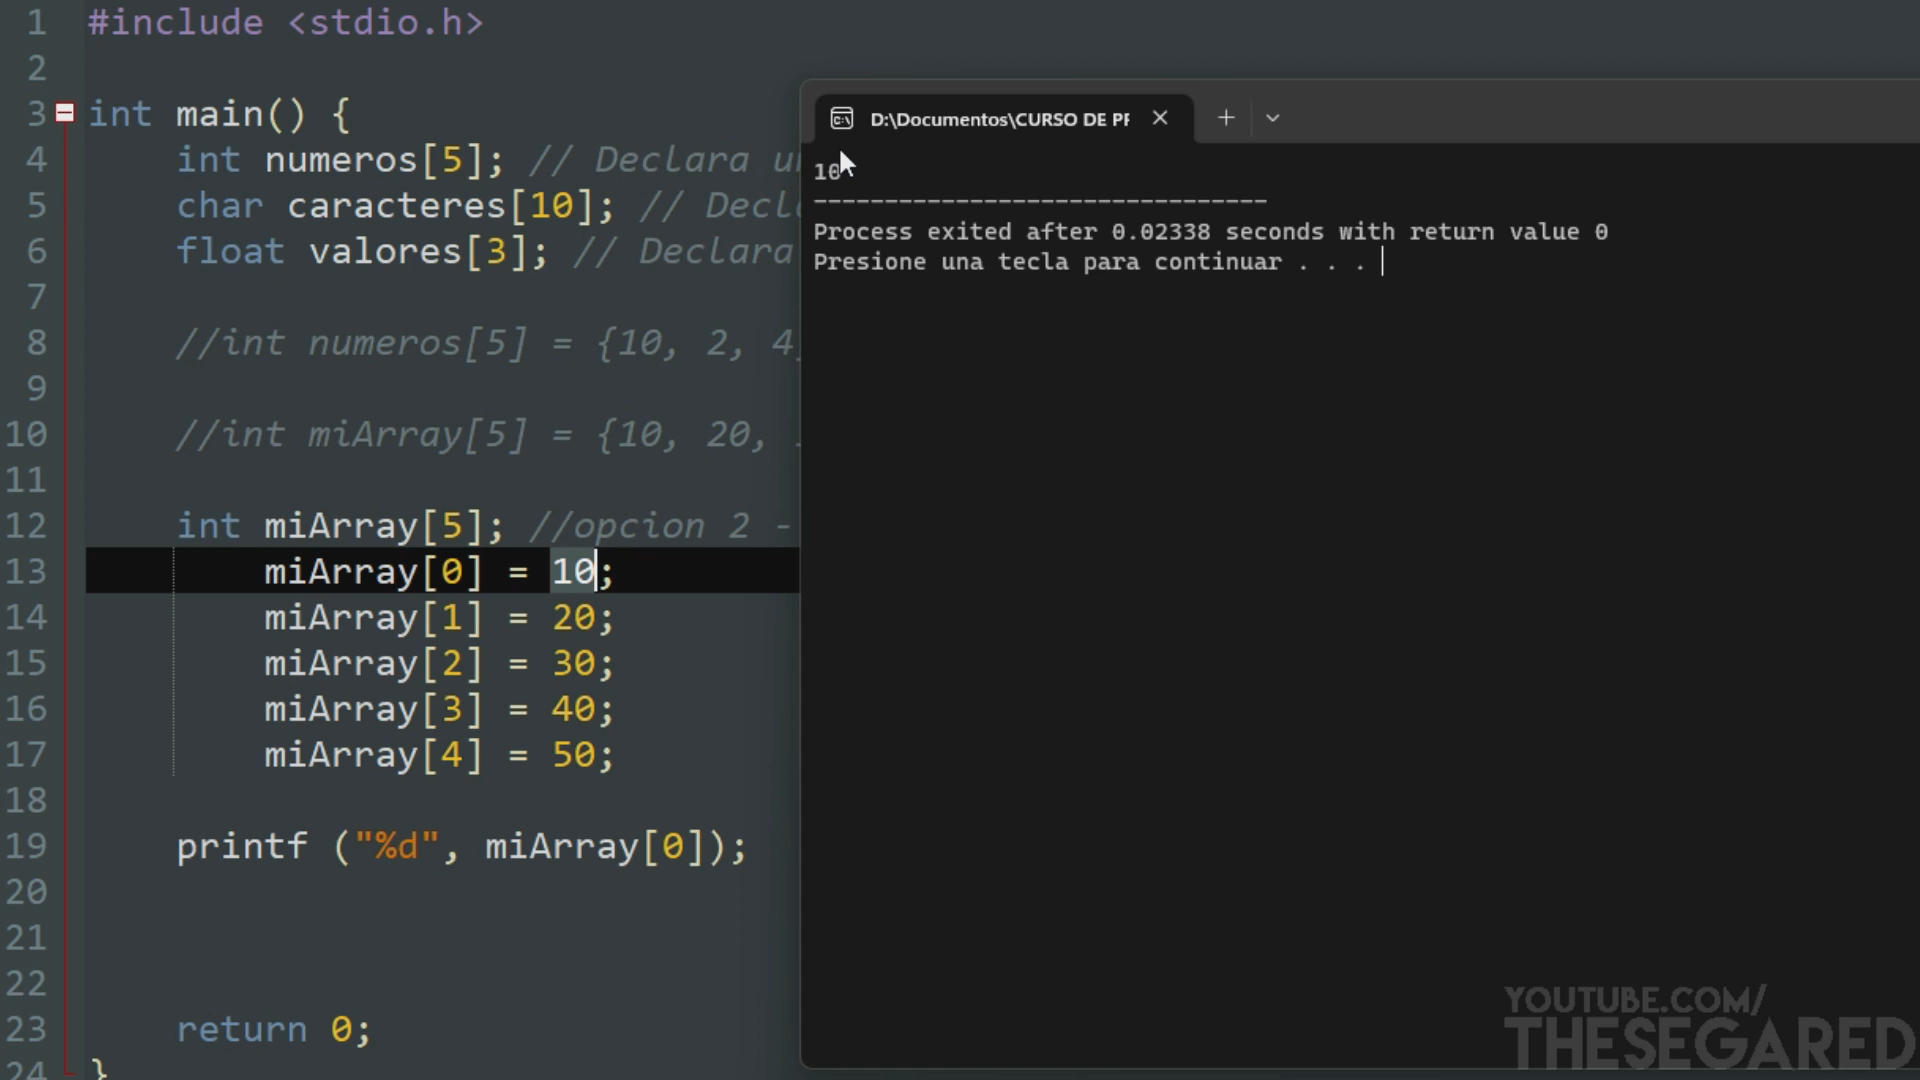 1 #include <stdio.h>
2
3 int main() {
4 int numeros[5]; // Declara
5 char caracteres[10]; //
6 float valores[3]; // Declara
7
8 //int numeros[5] = {10, 2, 4
9
10 //int miArray[5] = {10, 20,
11
12 int miArray[5]; //opcion 2 -
13 miArray[0] = 10;
14 miArray[1] = 20;
15 miArray[2] = 30;
16 miArray[3] = 40;
17 miArray[4] = 50;
18
19 printf ("%d", miArray[0]);
20
21
22
23 return 0;
24 }
D:\Documentos\CURSO DE
10
--------------------------------
Process exited after 0.02338 seconds with return value 0
Presione una tecla para continuar . . .
YOUTUBE.COM/
THESEGARED